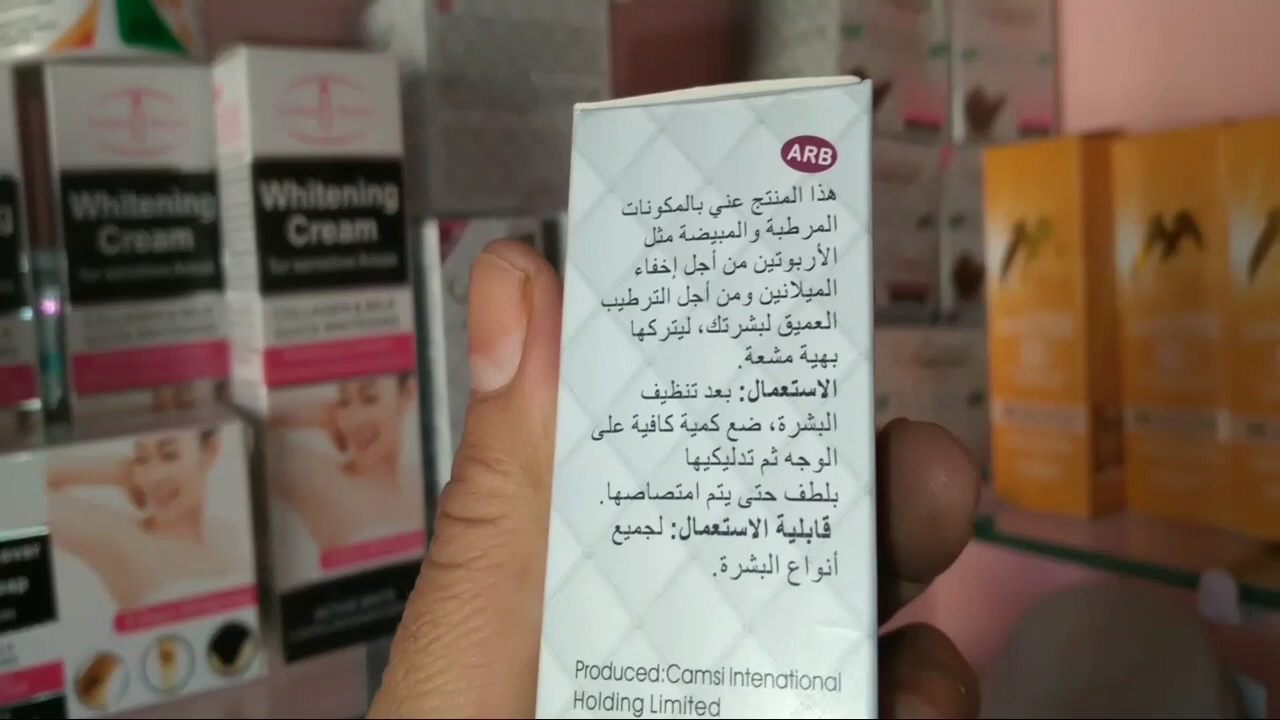 ARB
هذا المنتج عني بالمكونات
المرطبة والمبيضة مثل
الأربوتين من أجل إخفاء
الميلانين ومن أجل الترطيب
العميق لبشرتك، ليتركها
بهية مشعة.
الاستعمال: بعد تنظيف
البشرة، ضع كمية كافية على
الوجه ثم تدليكيها
بلطف حتى يتم امتصاصها.
قابلية الاستعمال: لجميع
أنواع البشرة.
Produced:Camsi Intenational
Holding Limited
Whitening
Cream
Whitening
Cream